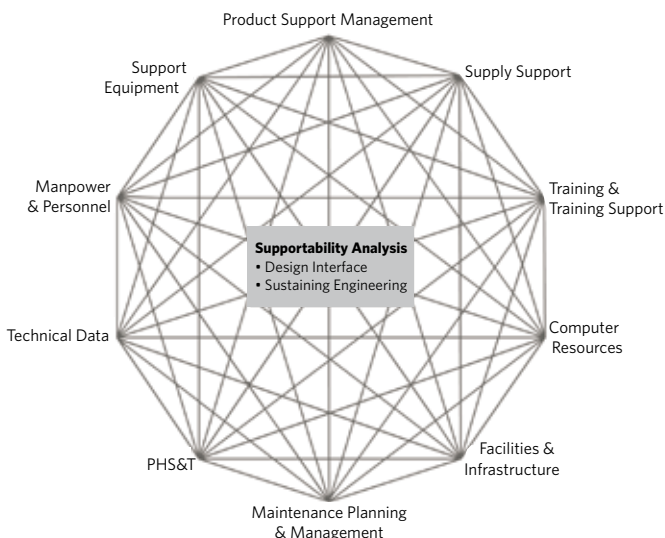 Product Support Management
Support
Equipment
Supply Support
Manpower
& Personnel
Training &
Training Support
Supportability Analysis
• Design Interface
• Sustaining Engineering
Technical Data
Computer
Resources
PHS&T
Facilities &
Infrastructure
Maintenance Planning
& Management